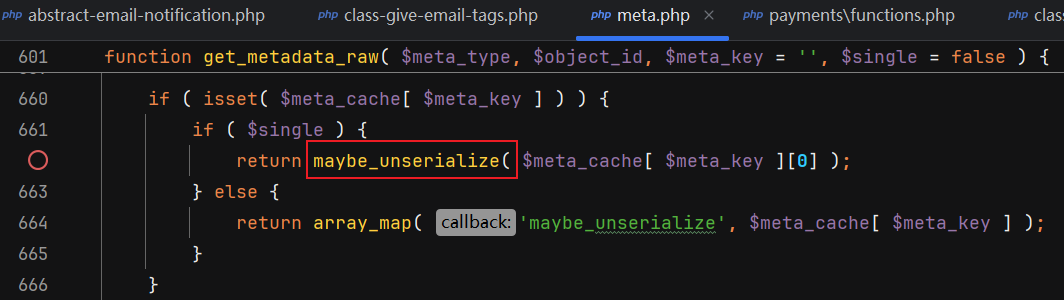 php abstract-email-notification.php php class-give-email-tags.php php meta.php × php payments\functions.php php class
601 function get_metadata_raw( $meta_type, $object_id, $meta_key = '', $single = false ) {
660 if ( isset( $meta_cache[ $meta_key ] ) ) {
661 if ( $single ) {
return maybe_unserialize( $meta_cache[ $meta_key ][0] );
663 } else {
664 return array_map( callback: 'maybe_unserialize', $meta_cache[ $meta_key ] );
665 }
666 }